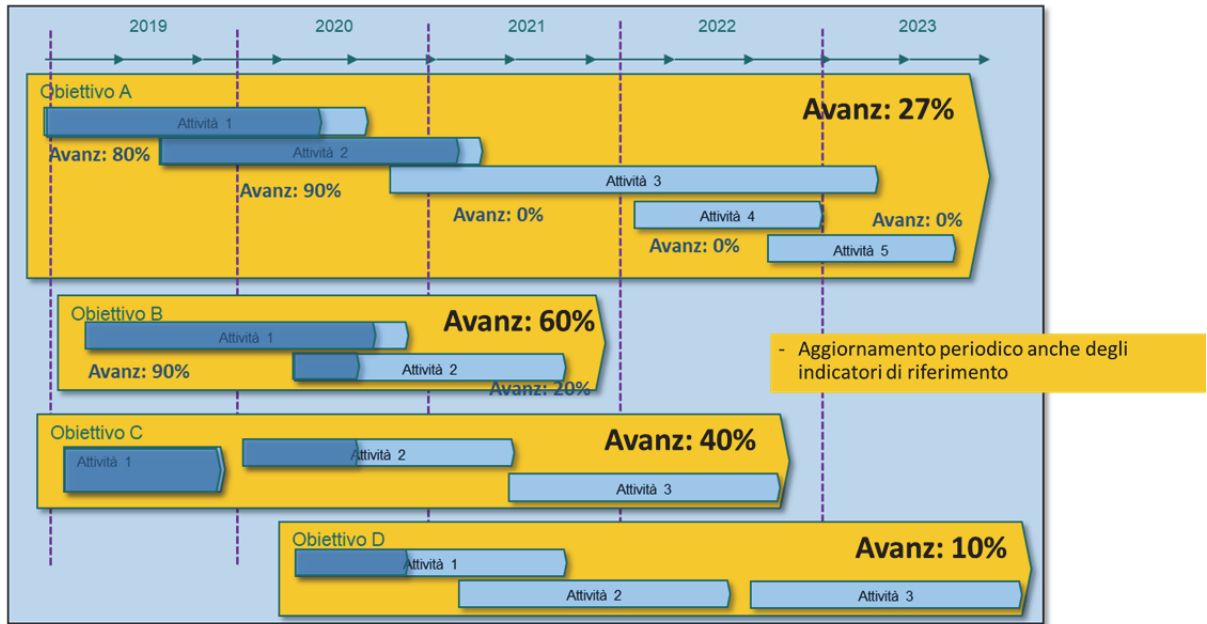 2019 2020 2021 2022 2023
Obiettivo A
Avanz: 27%
Attività 1
Avanz: 80%
Attività 2
Avanz: 90%
Attività 3
Avanz: 0%
Attività 4
Avanz: 0%
Avanz: 0%
Attività 5
Obiettivo B
Avanz: 60%
Attività 1
Avanz: 90%
Attività 2
Avanz: 20%
- Aggiornamento periodico anche degli
indicatori di riferimento
Obiettivo C
Avanz: 40%
Attività 1
Attività 2
Attività 3
Obiettivo D
Avanz: 10%
Attività 1
Attività 2
Attività 3